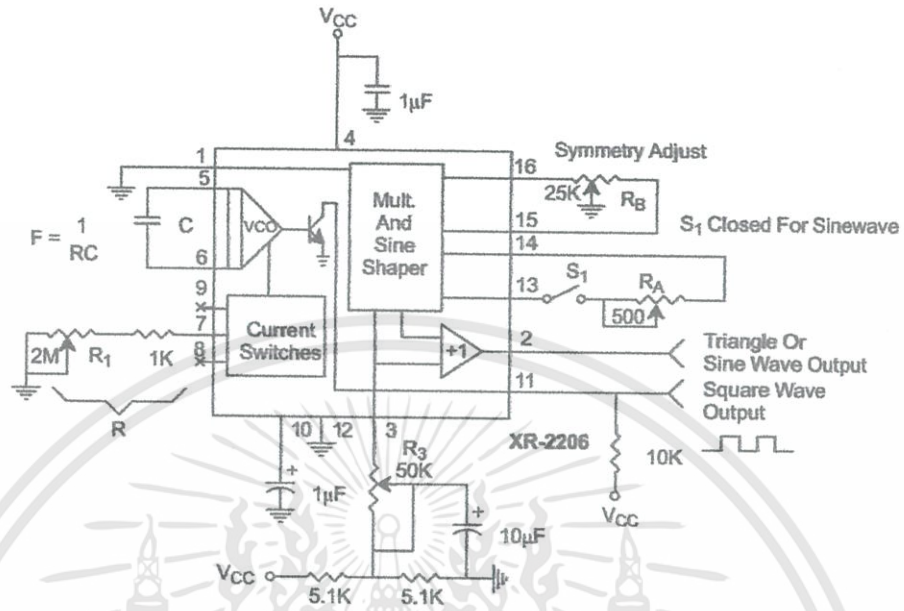 VCC
1µF
4
1
16
Symmetry Adjust
5
25K
RB
Mult.
And
Sine
Shaper
C
VCO
15
S1 Closed For Sinewave
F = 1
RC
14
6
13
S1
RA
9
500
7
Current
Switches
2M
R1
1K
8
+1
2
Triangle Or
Sine Wave Output
11
Square Wave
Output
R
10
12
3
XR-2206
R3
50K
10K
1µF
10µF
VCC
VCC
5.1K
5.1K